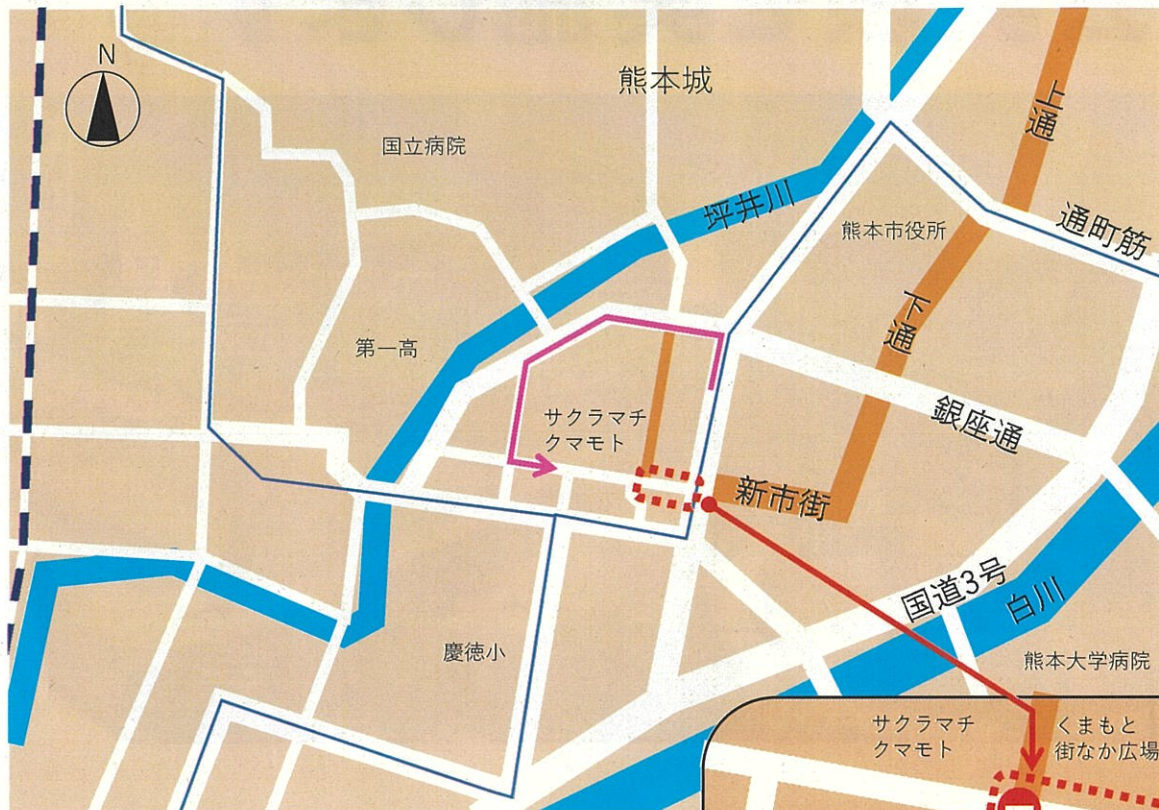 N
熊本城
国立病院
上通
坪井川
熊本市役所
通町筋
下通
第一高
サクラマチ
クマモト
銀座通
新市街
国道3号
白川
慶徳小
熊本大学病院
サクラマチ
クマモト
くまもと
街なか広場